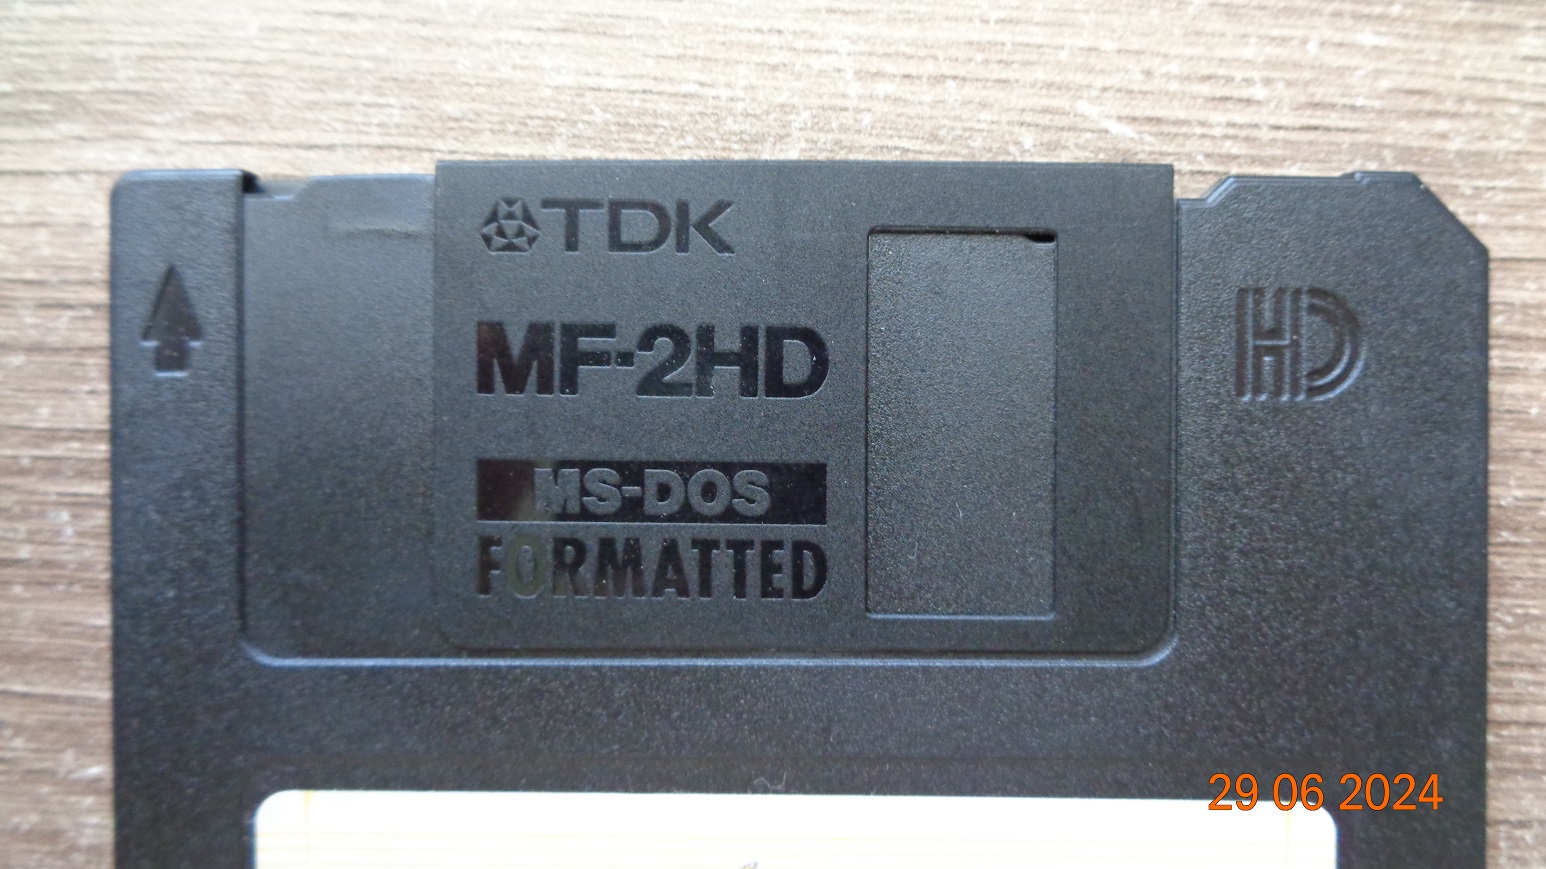 TDK
MF-2HD
HD
MS-DOS
FORMATTED
29 06 2024